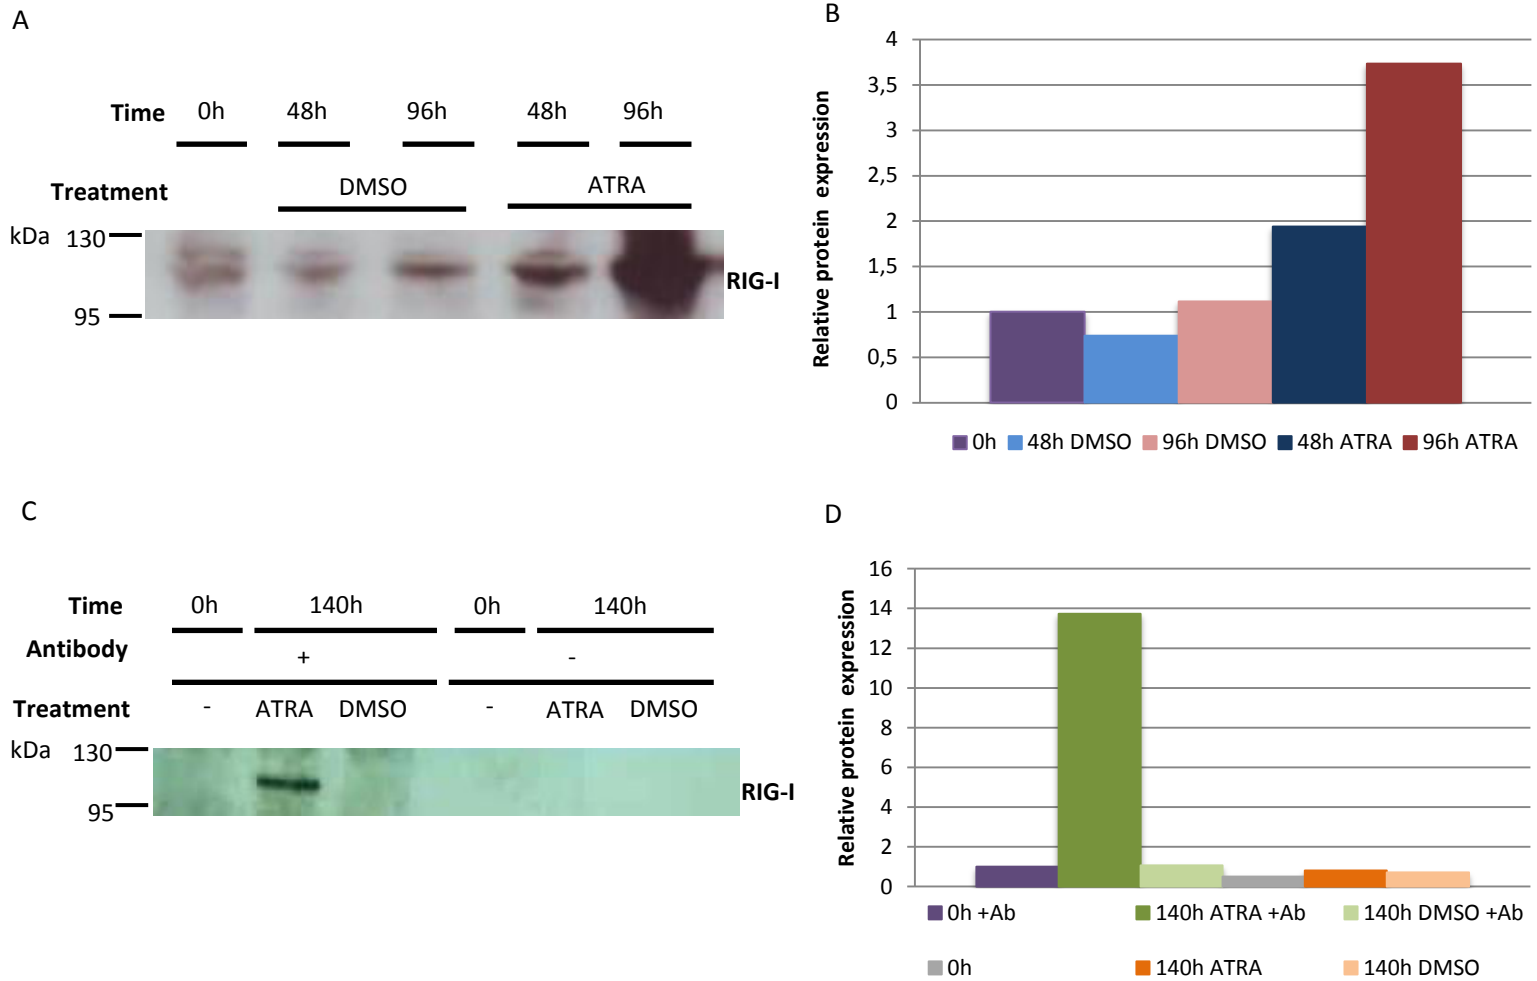 A
Time 0h 48h 96h 48h 96h
Treatment DMSO ATRA
kDa 130
RIG-I
95
B
Relative protein expression
4
3,5
3
2,5
2
1,5
1
0,5
0
0h 48h DMSO 96h DMSO 48h ATRA 96h ATRA
C
Time 0h 140h 0h 140h
Antibody + -
Treatment - ATRA DMSO - ATRA DMSO
kDa 130
RIG-I
95
D
Relative protein expression
16
14
12
10
8
6
4
2
0
0h +Ab 140h ATRA +Ab 140h DMSO +Ab
0h 140h ATRA 140h DMSO